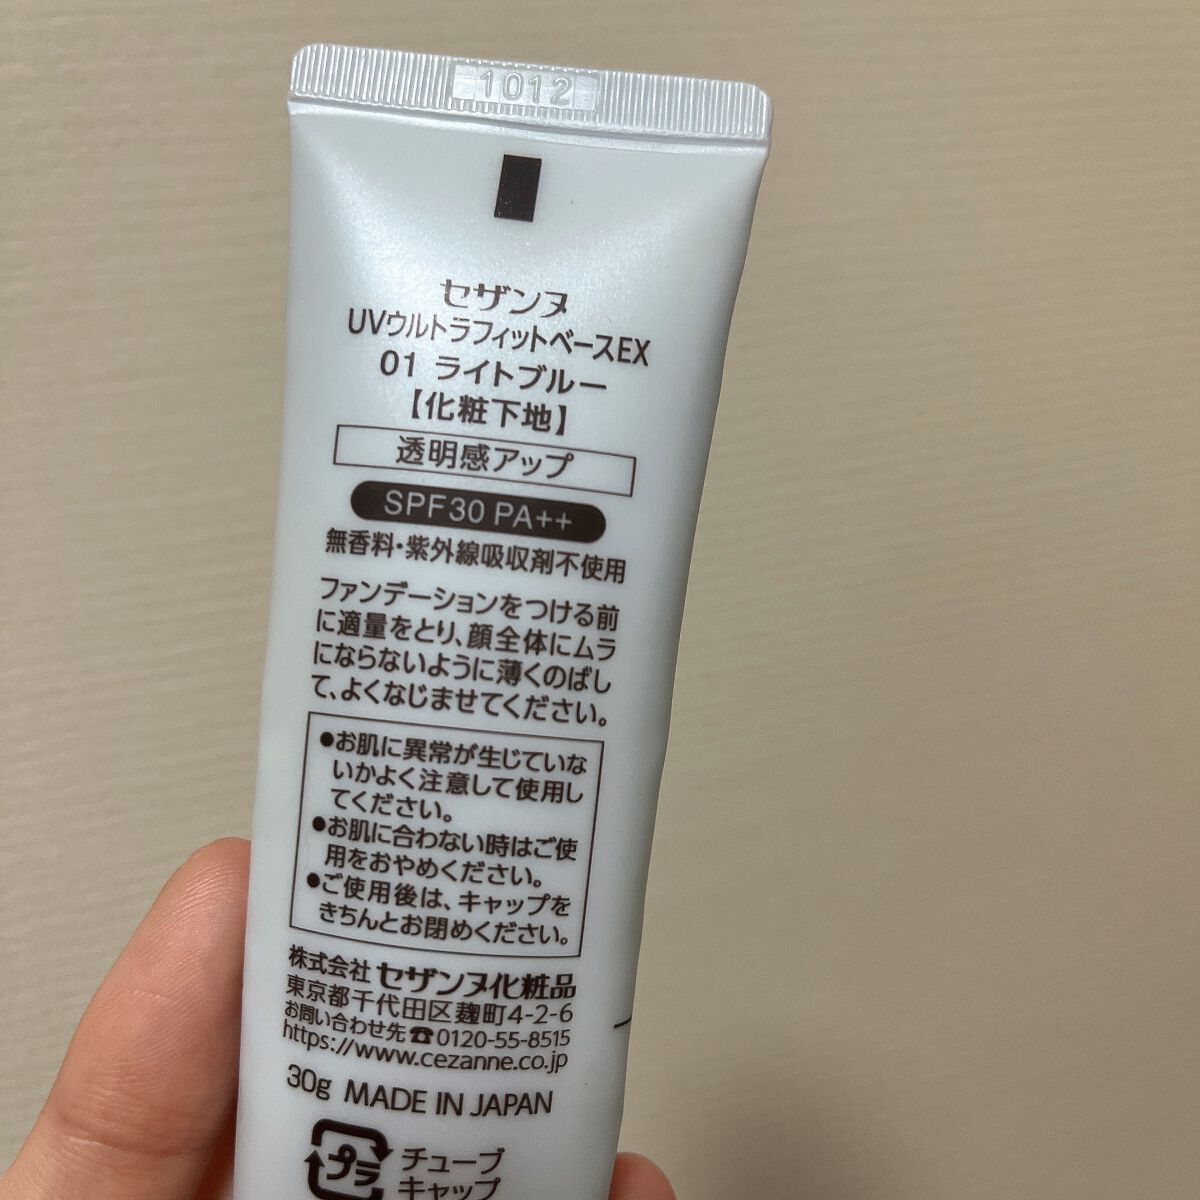 1012
セザンヌ
UVウルトラフィットベースEX
01 ライトブルー
【化粧下地】
透明感アップ
SPF30 PA++
無香料・紫外線吸収剤不使用
ファンデーションをつける前
に適量をとり、顔全体にムラ
にならないように薄くのばし
て、よくなじませてください。
●お肌に異常が生じていな
いかよく注意して使用し
てください。
●お肌に合わない時はご使
用をおやめください。
●ご使用後は、キャップを
きちんとお閉めください。
株式会社 セザンヌ化粧品
東京都千代田区麹町4-2-6
お問い合わせ先☎0120-55-8515
https://www.cezanne.co.jp
30g MADE IN JAPAN
プラ チューブ
キャップ